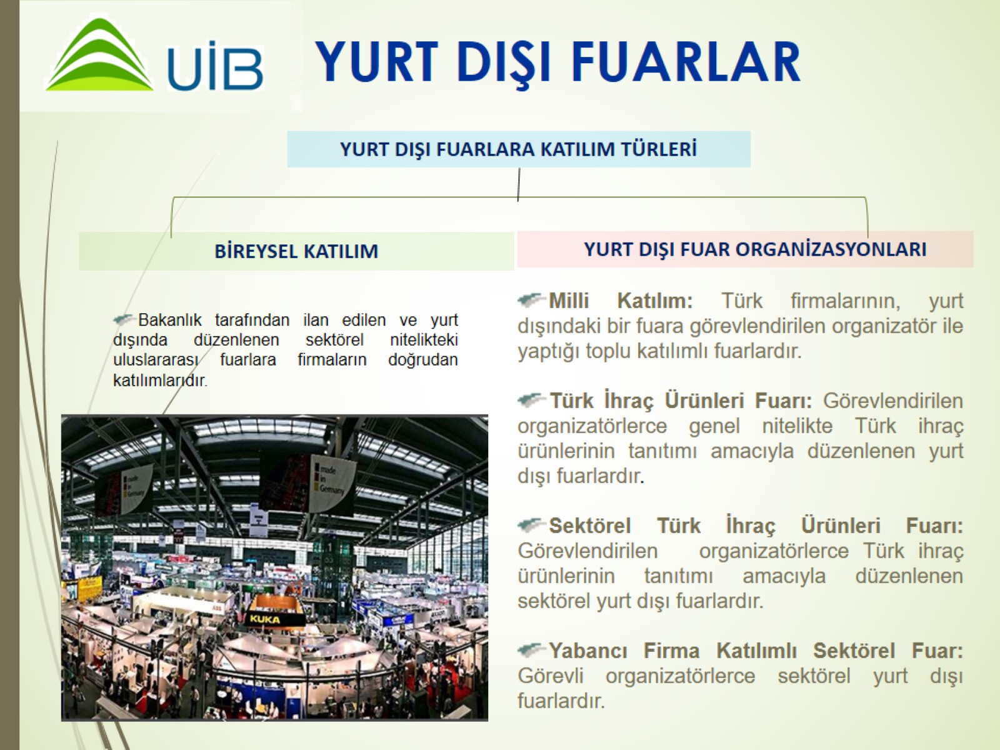 UİB
YURT DIŞI FUARLAR
YURT DIŞI FUARLARA KATILIM TÜRLERİ
BİREYSEL KATILIM
Bakanlık tarafından ilan edilen ve yurt
dışında düzenlenen sektörel nitelikteki
uluslararası fuarlara firmaların doğrudan
katılımlarıdır.
made
in
Germany
made
in
Germany
ABB
KUKA
YURT DIŞI FUAR ORGANİZASYONLARI
Milli Katılım: Türk firmalarının, yurt
dışındaki bir fuara görevlendirilen organizatör ile
yaptığı toplu katılımlı fuarlardır.
Türk İhraç Ürünleri Fuarı: Görevlendirilen
organizatörlerce genel nitelikte Türk ihraç
ürünlerinin tanıtımı amacıyla düzenlenen yurt
dışı fuarlardır.
Sektörel Türk İhraç Ürünleri Fuarı:
Görevlendirilen organizatörlerce Türk ihraç
ürünlerinin tanıtımı amacıyla düzenlenen
sektörel yurt dışı fuarlardır.
Yabancı Firma Katılımlı Sektörel Fuar:
Görevli organizatörlerce sektörel yurt dışı
fuarlardır.